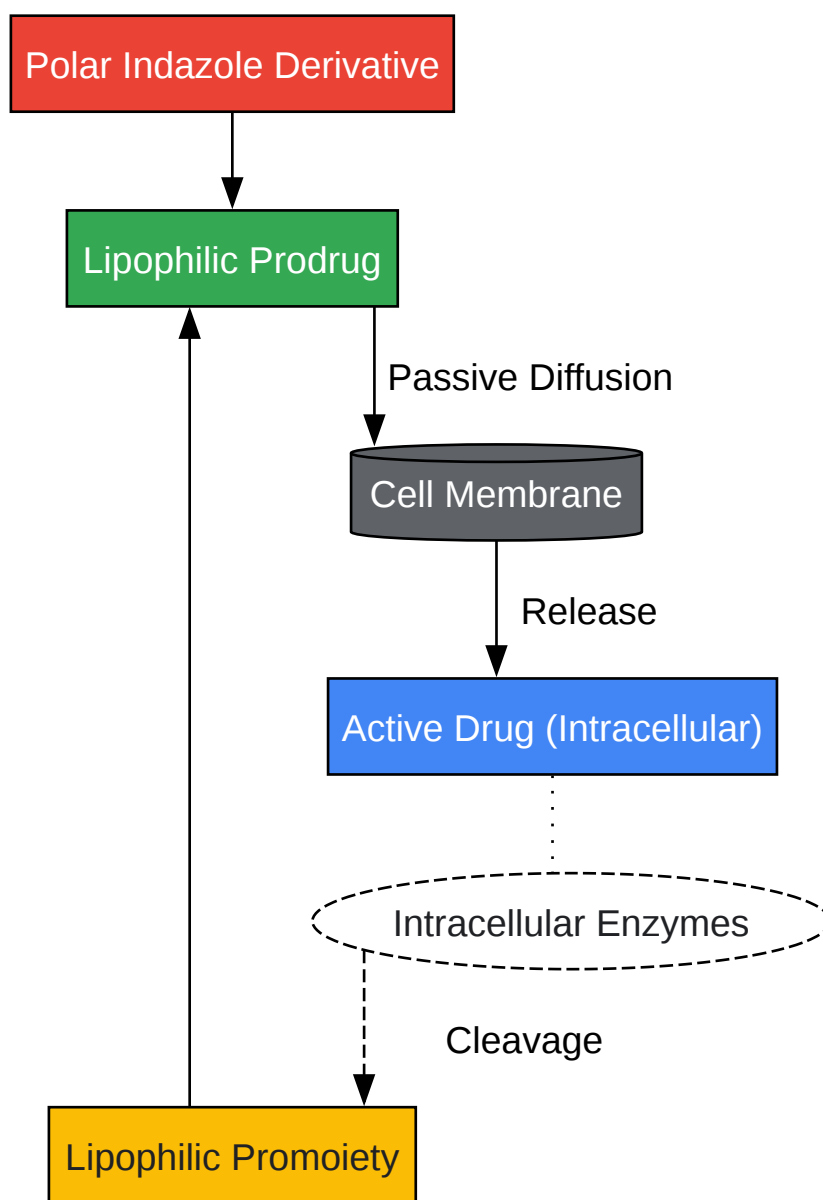 Polar Indazole Derivative
Lipophilic Prodrug
Passive Diffusion
Cell Membrane
Release
Active Drug (Intracellular)
Intracellular Enzymes
Cleavage
Lipophilic Promoiety